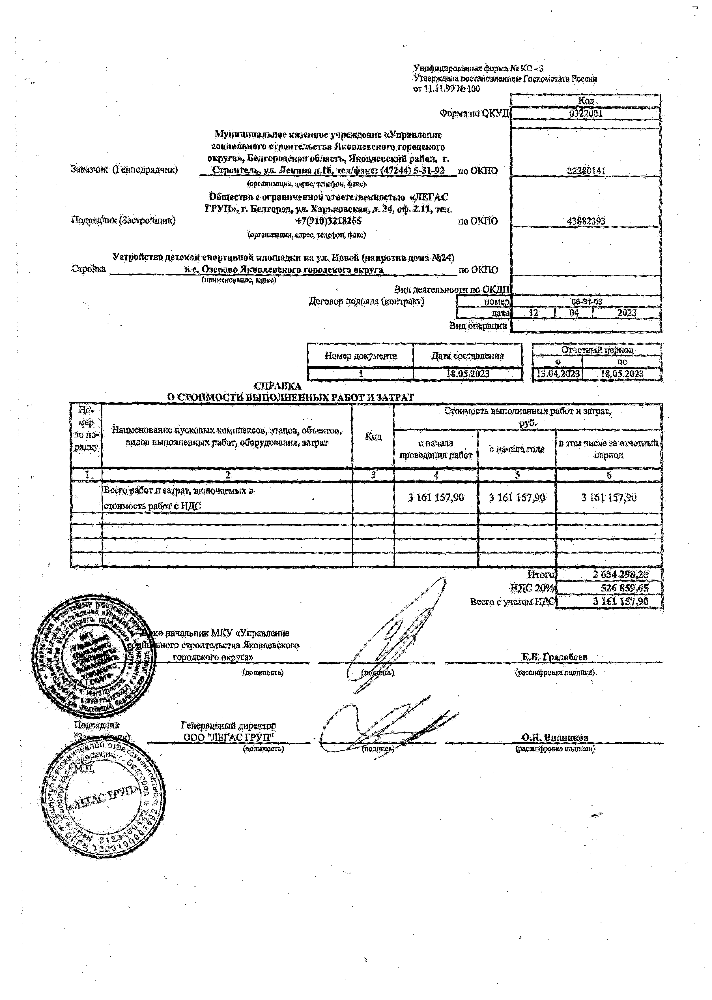 Унифицированная форма № КС - 3
Утверждена постановлением Госкомстата России
от 11.11.99 № 100
Код
Форма по ОКУД 0322001
Муниципальное казенное учреждение «Управление
социального строительства Яковлевского городского
округа», Белгородская область, Яковлевский район, г.
Заказчик (Генподрядчик) Строитель, ул. Ленина д.16, тел/факс: (47244) 5-31-92 по ОКПО 22280141
(организация, адрес, телефон, факс)
Общество с ограниченной ответственностью «ЛЕГАС
ГРУП», г. Белгород, ул. Харьковская, д. 34, оф. 2.11, тел.
Подрядчик (Застройщик) +7(910)3218265 по ОКПО 43882393
(организация, адрес, телефон, факс)
Устройство детской спортивной площадки на ул. Новой (напротив дома №24)
Стройка в с. Озерово Яковлевского городского округа по ОКПО
(наименование, адрес)
Вид деятельности по ОКДП
Договор подряда (контракт) номер 06-31-03
дата 12 04 2023
Вид операции
Номер документа Дата составления Отчетный период
с по
1 18.05.2023 13.04.2023 18.05.2023
СПРАВКА
О СТОИМОСТИ ВЫПОЛНЕННЫХ РАБОТ И ЗАТРАТ
Но-
мер
по по-
рядку
Наименование пусковых комплексов, этапов, объектов,
видов выполненных работ, оборудования, затрат
Код
Стоимость выполненных работ и затрат,
руб.
с начала
проведения работ
с начала года
в том числе за отчетный
период
1 2 3 4 5 6
Всего работ и затрат, включаемых в
стоимость работ с НДС
3 161 157,90 3 161 157,90 3 161 157,90
Итого 2 634 298,25
НДС 20% 526 859,65
Всего с учетом НДС 3 161 157,90
начальник МКУ «Управление
социального строительства Яковлевского
городского округа» Е.В. Градобоев
(должность) (подпись) (расшифровка подписи)
М.П.
МКУ
«Управление
социального
строительства
Яковлевского
городского
округа»
Подрядчик Генеральный директор
(Застройщик) ООО "ЛЕГАС ГРУП" О.Н. Винников
(должность) (подпись) (расшифровка подписи)
М.П.
Общество с ограниченной ответственностью
Российская Федерация г. Белгород
«ЛЕГАС ГРУП»
ИНН 3123469422
ОГРН 1203100007692